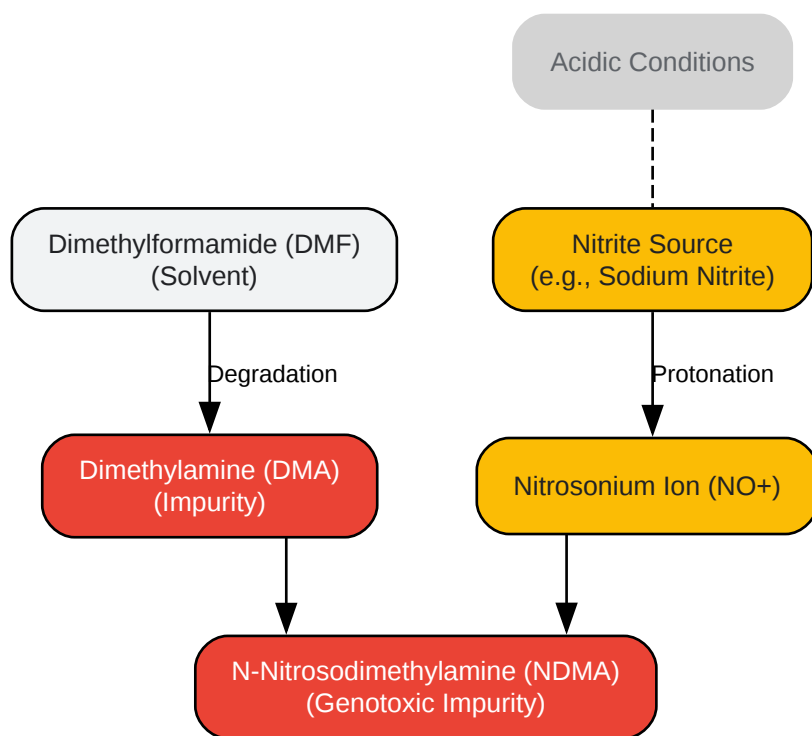 Acidic Conditions
Dimethylformamide (DMF)
(Solvent)
Nitrite Source
(e.g., Sodium Nitrite)
Degradation
Protonation
Dimethylamine (DMA)
(Impurity)
Nitrosonium Ion (NO+)
N-Nitrosodimethylamine (NDMA)
(Genotoxic Impurity)